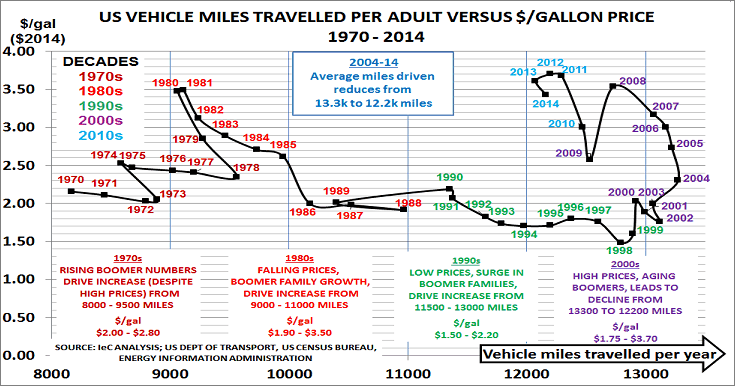 US VEHICLE MILES TRAVELLED PER ADULT VERSUS $/GALLON PRICE
1970 - 2014
$/gal
($2014)
4.00
3.50
3.00
2.50
2.00
1.50
1.00
0.50
0.00
DECADES
1970s
1980s
1990s
2000s
2010s
2004-14
Average miles driven
reduces from
13.3k to 12.2k miles
1970
1971
1972
1973
1974
1975
1976
1977
1978
1979
1980
1981
1982
1983
1984
1985
1986
1987
1988
1989
1990
1991
1992
1993
1994
1996
1996
1997
1998
1999
2000
2001
2002
2003
2004
2005
2006
2007
2008
2009
2010
2011
2012
2013
2014
1970s
RISING BOOMER NUMBERS
DRIVE INCREASE (DESPITE
HIGH PRICES) FROM
8000 - 9500 MILES
$/gal
$2.00 - $2.80
1980s
FALLING PRICES,
BOOMER FAMILY GROWTH,
DRIVE INCREASE FROM
9000 - 11000 MILES
$/gal
$1.90 - $3.50
1990s
LOW PRICES, SURGE IN
BOOMER FAMILIES,
DRIVE INCREASE FROM
11500 - 13000 MILES
$/gal
$1.50 - $2.20
2000s
HIGH PRICES, AGING
BOOMERS, LEADS TO
DECLINE FROM
13300 TO 12200 MILES
$/gal
$1.75 - $3.70
SOURCE: IeC ANALYSIS; US DEPT OF TRANSPORT, US CENSUS BUREAU,
ENERGY INFORMATION ADMINISTRATION
Vehicle miles travelled per year
8000
9000
10000
11000
12000
13000